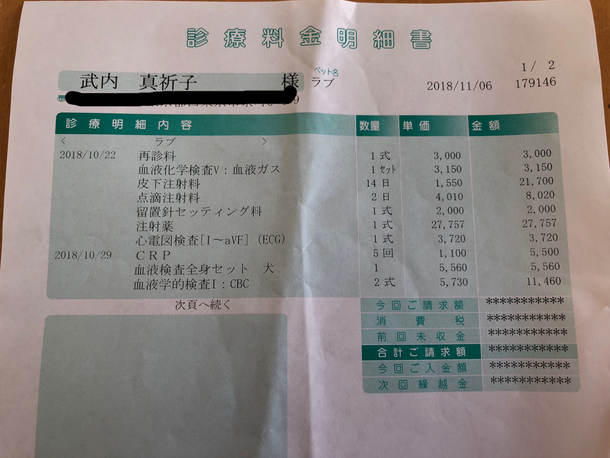 診療料金明細書
1/ 2
武内 真祈子 様
ペット名
ラブ
2018/11/06 179146
診療明細内容 数量 単価 金額
< ラブ >
2018/10/22 再診料 1 式 3,000 3,000
血液化学検査V:血液ガス 1 セット 3,150 3,150
皮下注射料 14 日 1,550 21,700
点滴注射料 2 日 4,010 8,020
留置針セッティング料 1 式 2,000 2,000
注射薬 1 式 27,757 27,757
心電図検査[I~aVF](ECG) 1 式 3,720 3,720
2018/10/29 CRP 5 回 1,100 5,500
血液検査全身セット 犬 1 5,560 5,560
血液学的検査I:CBC 2 式 5,730 11,460
次頁へ続く
今回ご請求額 ***********
消費税 ***********
前回未収金 ***********
合計ご請求額 ***********
今回ご入金額 ***********
次回繰越金 ***********